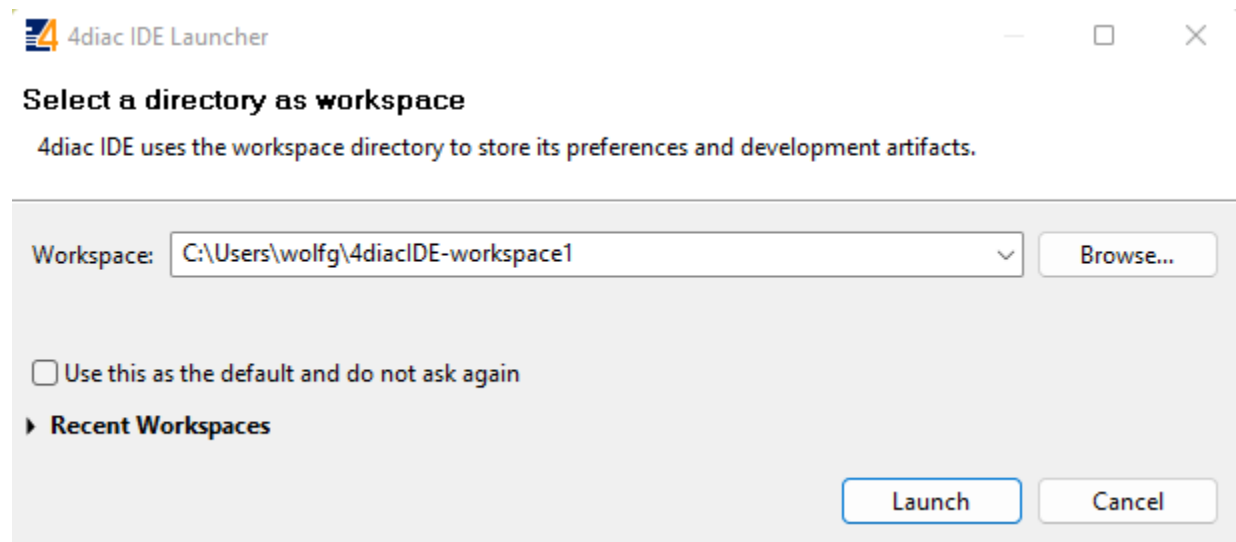 4diac IDE Launcher
Select a directory as workspace
4diac IDE uses the workspace directory to store its preferences and development artifacts.
Workspace: C:\Users\wolfg\4diacIDE-workspace1 Browse...
Use this as the default and do not ask again
Recent Workspaces
Launch Cancel